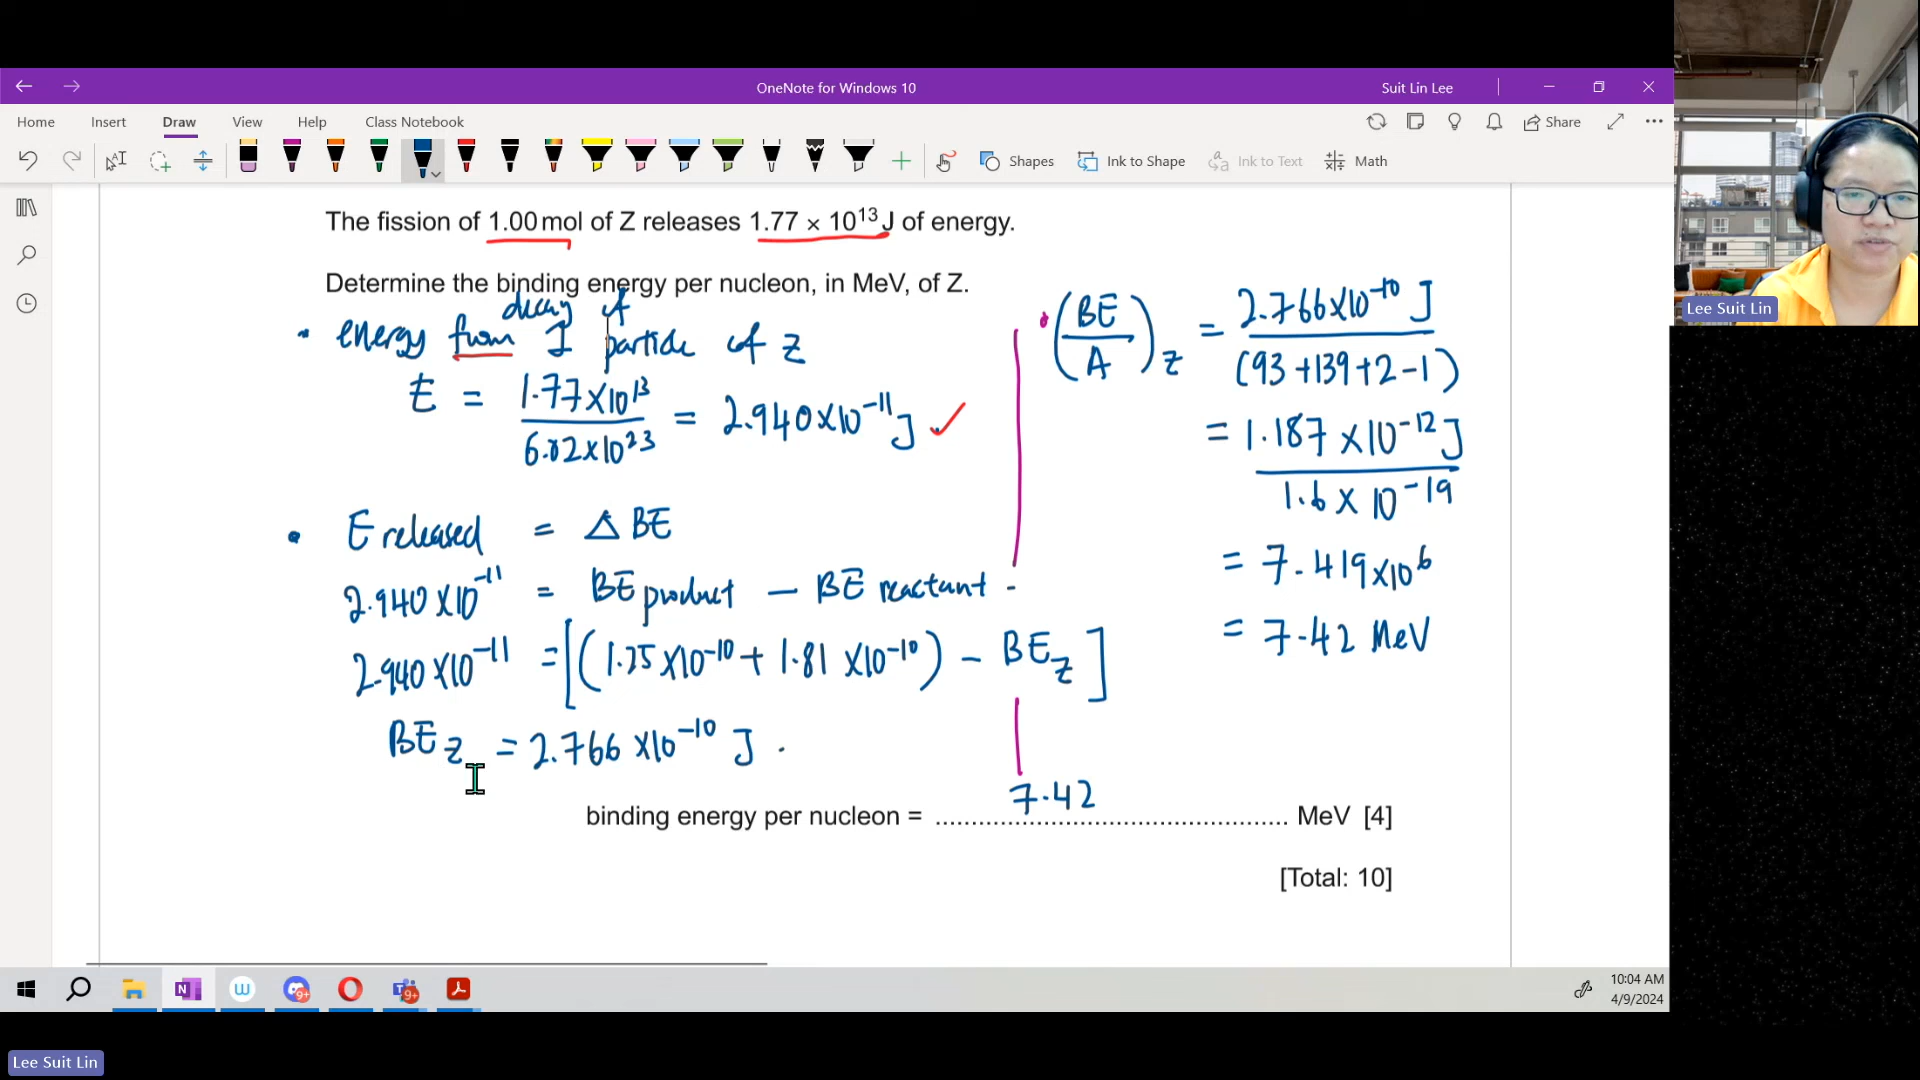 OneNote for Windows 10
Suit Lin Lee
Home Insert Draw View Help Class Notebook
Share
Shapes Ink to Shape Ink to Text Math
The fission of 1.00 mol of Z releases 1.77 × 10¹³ J of energy.
Determine the binding energy per nucleon, in MeV, of Z.
decay of
• energy from 1 particle of Z
E = 1.77×10¹³ / 6.02×10²³ = 2.940×10⁻¹¹ J ✓
• E released = △BE
2.940×10⁻¹¹ = BE product − BE reactant -
2.940×10⁻¹¹ = [(1.25×10⁻¹⁰ + 1.81×10⁻¹⁰) − BE_Z]
BE_Z = 2.766×10⁻¹⁰ J .
• (BE/A)_Z = 2.766×10⁻¹⁰ J / (93+139+2−1)
= 1.187×10⁻¹² J / 1.6×10⁻¹⁹
= 7.419×10⁶
= 7.42 MeV
7.42
binding energy per nucleon = ................................................ MeV [4]
[Total: 10]
Lee Suit Lin
10:04 AM
4/9/2024
9+
9+
Lee Suit Lin